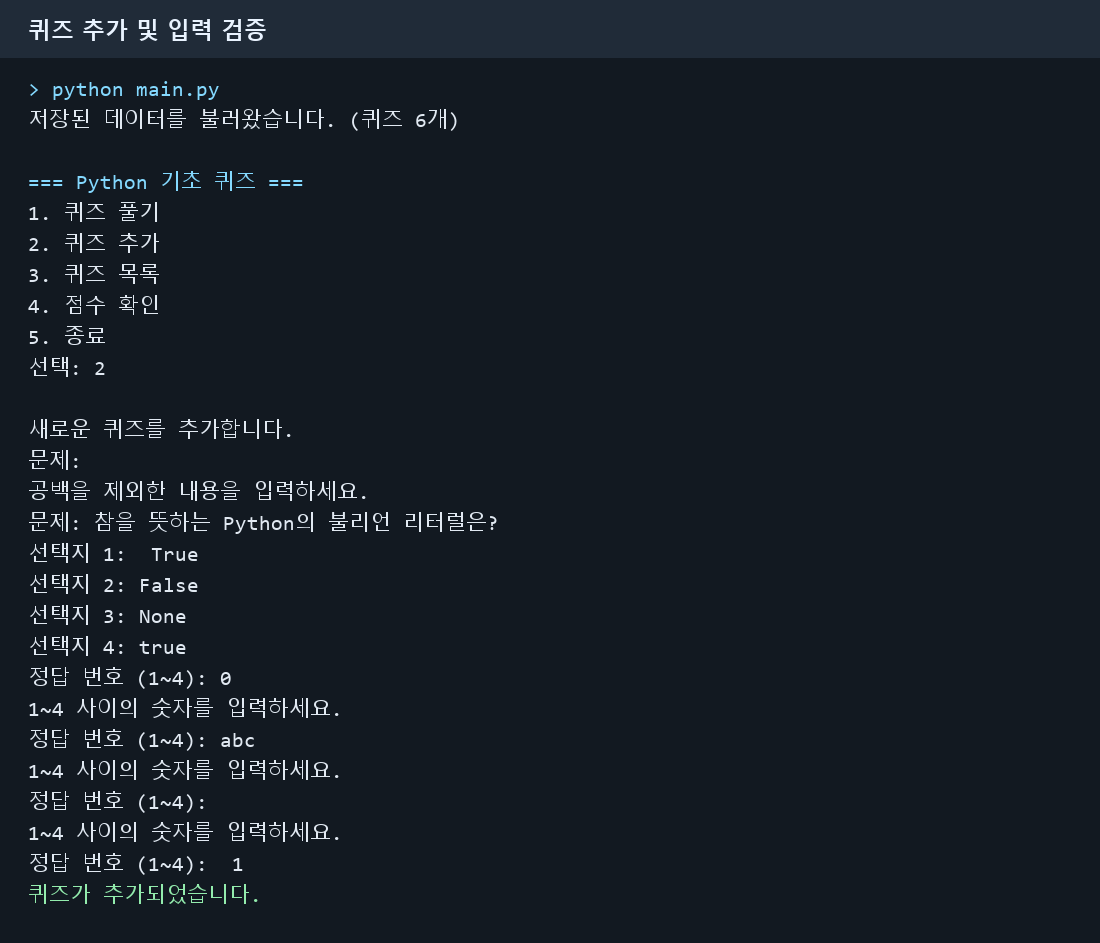 퀴즈 추가 및 입력 검증
> python main.py
저장된 데이터를 불러왔습니다. (퀴즈 6개)
=== Python 기초 퀴즈 ===
1. 퀴즈 풀기
2. 퀴즈 추가
3. 퀴즈 목록
4. 점수 확인
5. 종료
선택: 2
새로운 퀴즈를 추가합니다.
문제:
공백을 제외한 내용을 입력하세요.
문제: 참을 뜻하는 Python의 불리언 리터럴은?
선택지 1:  True
선택지 2: False
선택지 3: None
선택지 4: true
정답 번호 (1~4): 0
1~4 사이의 숫자를 입력하세요.
정답 번호 (1~4): abc
1~4 사이의 숫자를 입력하세요.
정답 번호 (1~4):
1~4 사이의 숫자를 입력하세요.
정답 번호 (1~4):  1
퀴즈가 추가되었습니다.